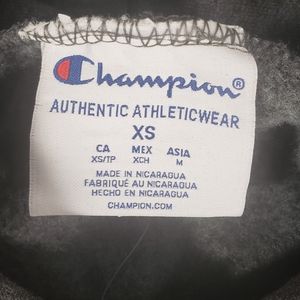 Champion®
AUTHENTIC ATHLETICWEAR
XS
CA MEX ASIA
XS/TP XCH M
MADE IN NICARAGUA
FABRIQUÉ AU NICARAGUA
HECHO EN NICARAGUA
CHAMPION.COM